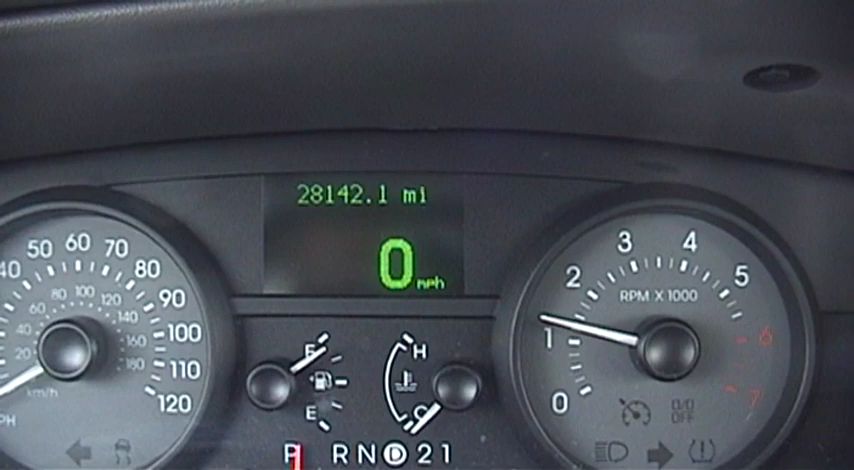 28142.1 mi
0 mph
40 50 60 70 80 90 100 110 120
20 40 60 80 100 120 140 160 180
km/h
PH
0 1 2 3 4 5 6 7
RPM X 1000
O/D OFF
F
E
H
C
P R N D 2 1